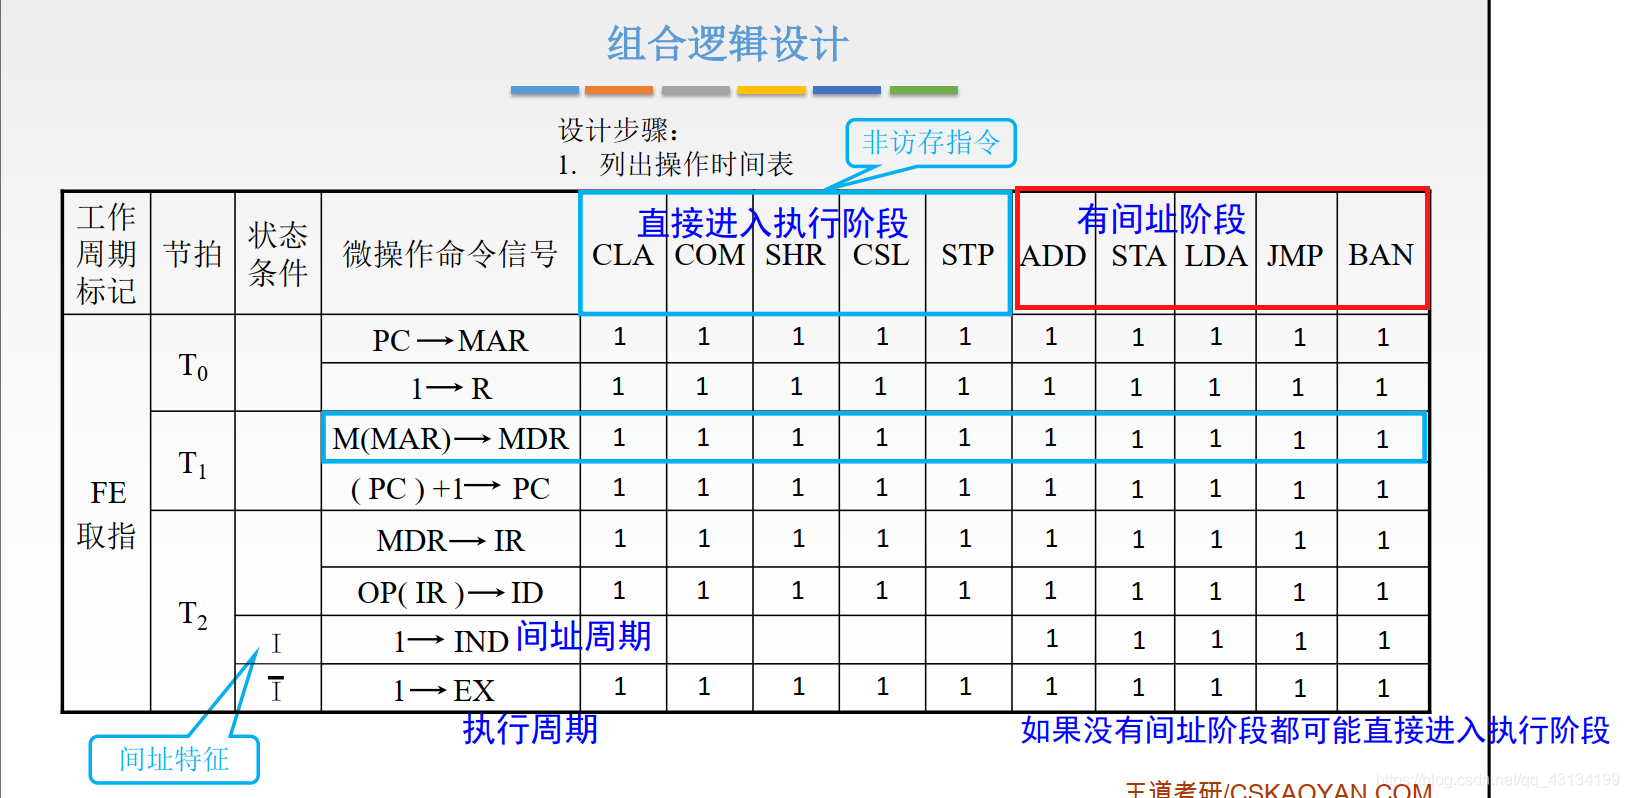 组合逻辑设计
设计步骤：
1. 列出操作时间表
非访存指令
直接进入执行阶段
有间址阶段
工作周期标记 节拍 状态条件 微操作命令信号 CLA COM SHR CSL STP ADD STA LDA JMP BAN
FE 取指
T0 PC→MAR 1 1 1 1 1 1 1 1 1 1
1→R 1 1 1 1 1 1 1 1 1 1
T1 M(MAR)→MDR 1 1 1 1 1 1 1 1 1 1
( PC ) +1→PC 1 1 1 1 1 1 1 1 1 1
T2 MDR→IR 1 1 1 1 1 1 1 1 1 1
OP( IR )→ID 1 1 1 1 1 1 1 1 1 1
I 1→IND 间址周期 1 1 1 1 1
Ī 1→EX 1 1 1 1 1 1 1 1 1 1
执行周期
如果没有间址阶段都可能直接进入执行阶段
间址特征
https://blog.csdn.net/qq_43134199
王道考研/CSKAOYAN.COM